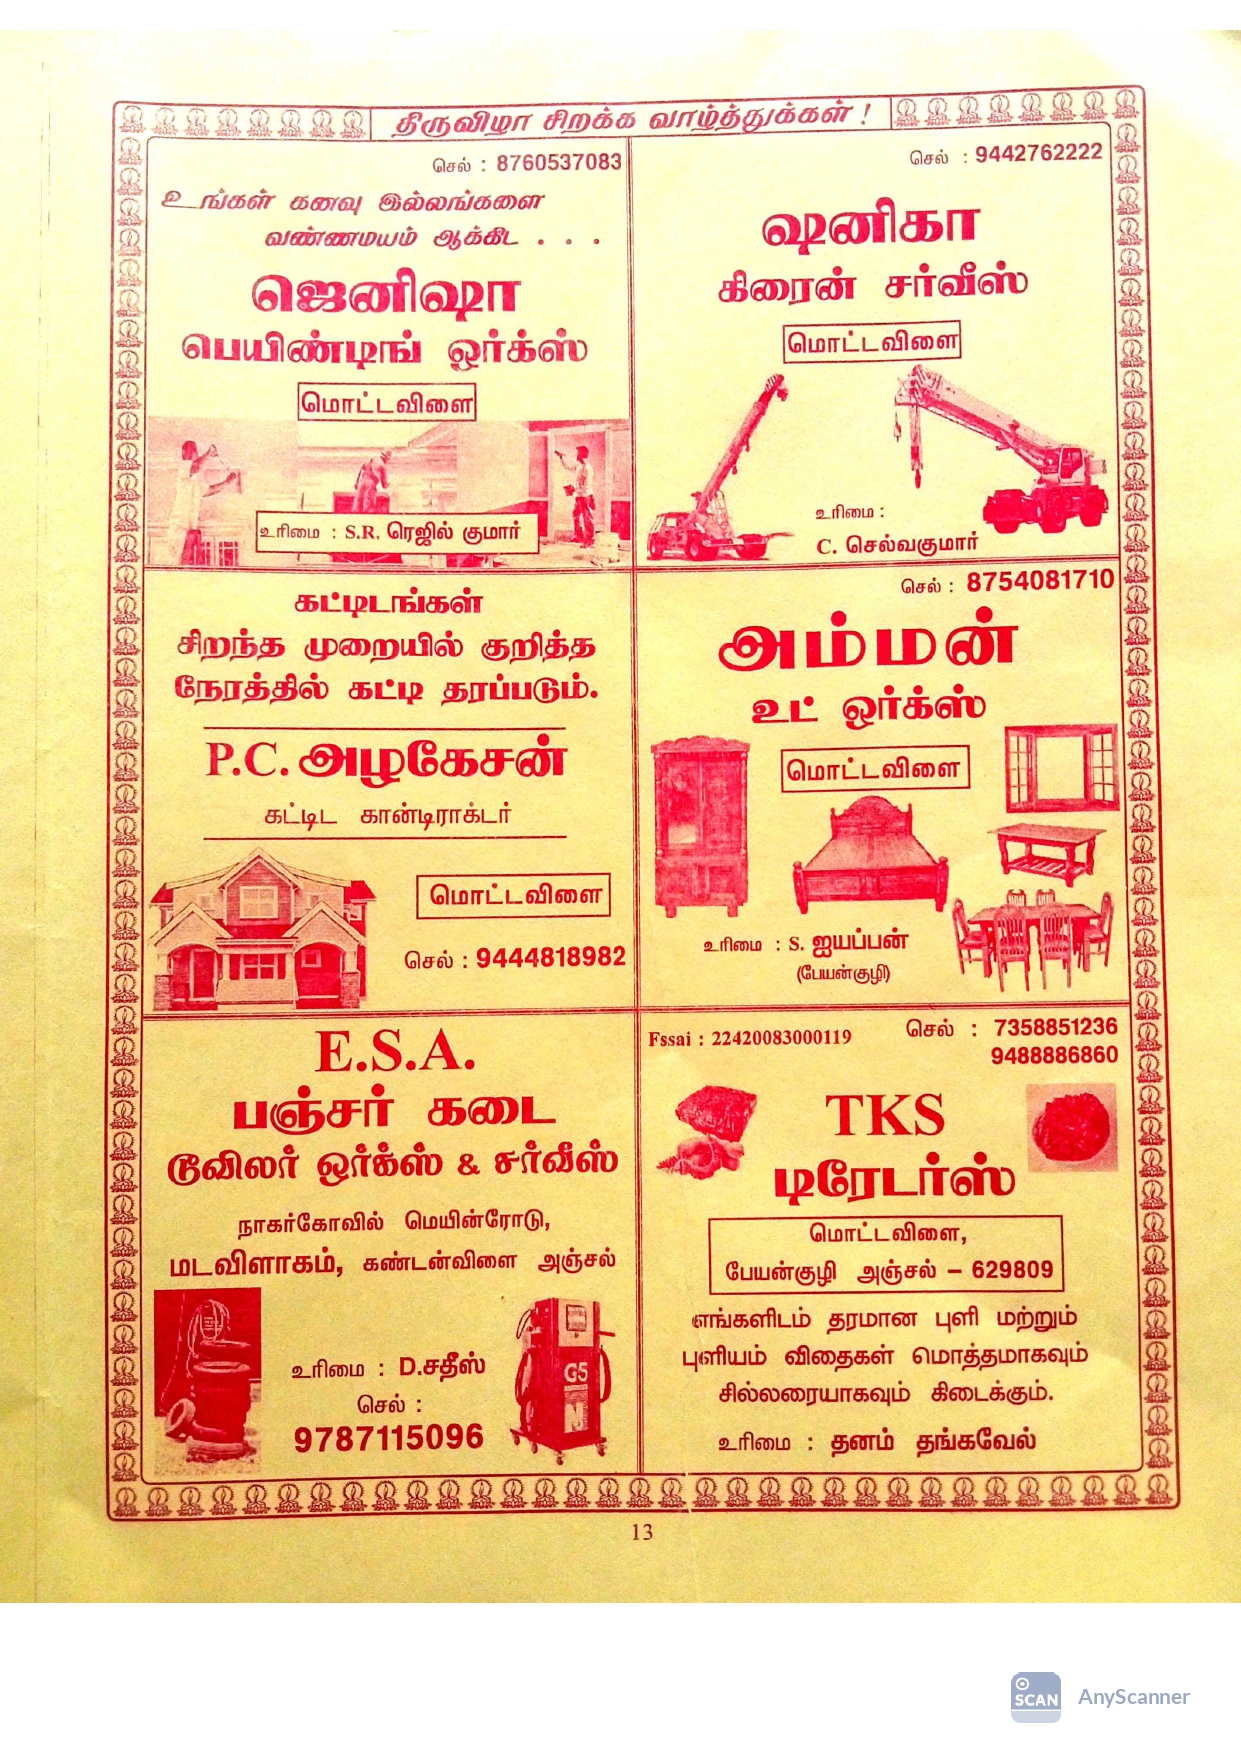 திருவிழா சிறக்க வாழ்த்துக்கள் !
செல் : 8760537083
உங்கள் கனவு இல்லங்களை
வண்ணமயம் ஆக்கிட . . .
ஜெனிஷா
பெயிண்டிங் ஒர்க்ஸ்
மொட்டவிளை
உரிமை : S.R. ரெஜில் குமார்
செல் : 9442762222
ஷனிகா
கிரைன் சர்வீஸ்
மொட்டவிளை
உரிமை :
C. செல்வகுமார்
கட்டிடங்கள்
சிறந்த முறையில் குறித்த
நேரத்தில் கட்டி தரப்படும்.
P.C. அழகேசன்
கட்டிட கான்டிராக்டர்
மொட்டவிளை
செல் : 9444818982
செல் : 8754081710
அம்மன்
உட் ஒர்க்ஸ்
மொட்டவிளை
உரிமை : S. ஐயப்பன்
(பேயன்குழி)
E.S.A.
பஞ்சர் கடை
டூவிலர் ஒர்க்ஸ் & சர்வீஸ்
நாகர்கோவில் மெயின்ரோடு,
மடவிளாகம், கண்டன்விளை அஞ்சல்
G5
N
உரிமை : D.சதீஸ்
செல் :
9787115096
Fssai : 22420083000119
செல் : 7358851236
9488886860
TKS
டிரேடர்ஸ்
மொட்டவிளை,
பேயன்குழி அஞ்சல் – 629809
எங்களிடம் தரமான புளி மற்றும்
புளியம் விதைகள் மொத்தமாகவும்
சில்லரையாகவும் கிடைக்கும்.
உரிமை : தனம் தங்கவேல்
13
SCAN AnyScanner